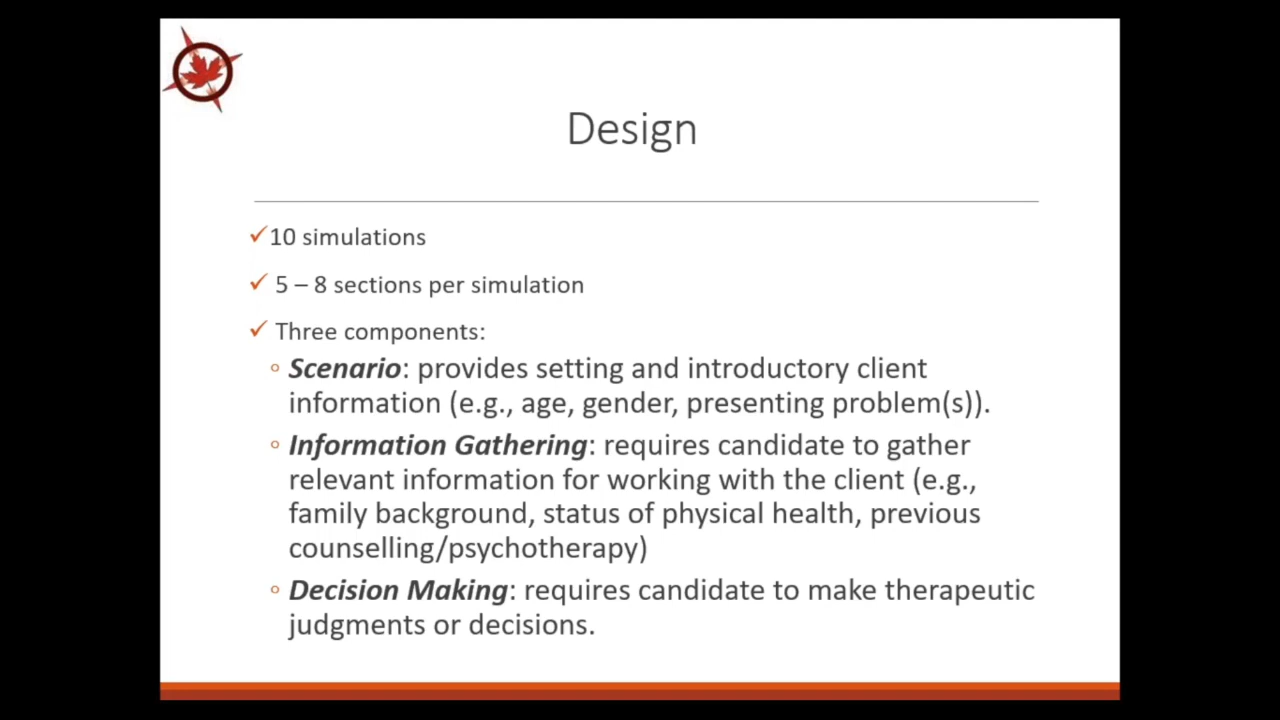 Design
✓10 simulations
✓ 5 – 8 sections per simulation
✓ Three components:
◦ Scenario: provides setting and introductory client
information (e.g., age, gender, presenting problem(s)).
◦ Information Gathering: requires candidate to gather
relevant information for working with the client (e.g.,
family background, status of physical health, previous
counselling/psychotherapy)
◦ Decision Making: requires candidate to make therapeutic
judgments or decisions.